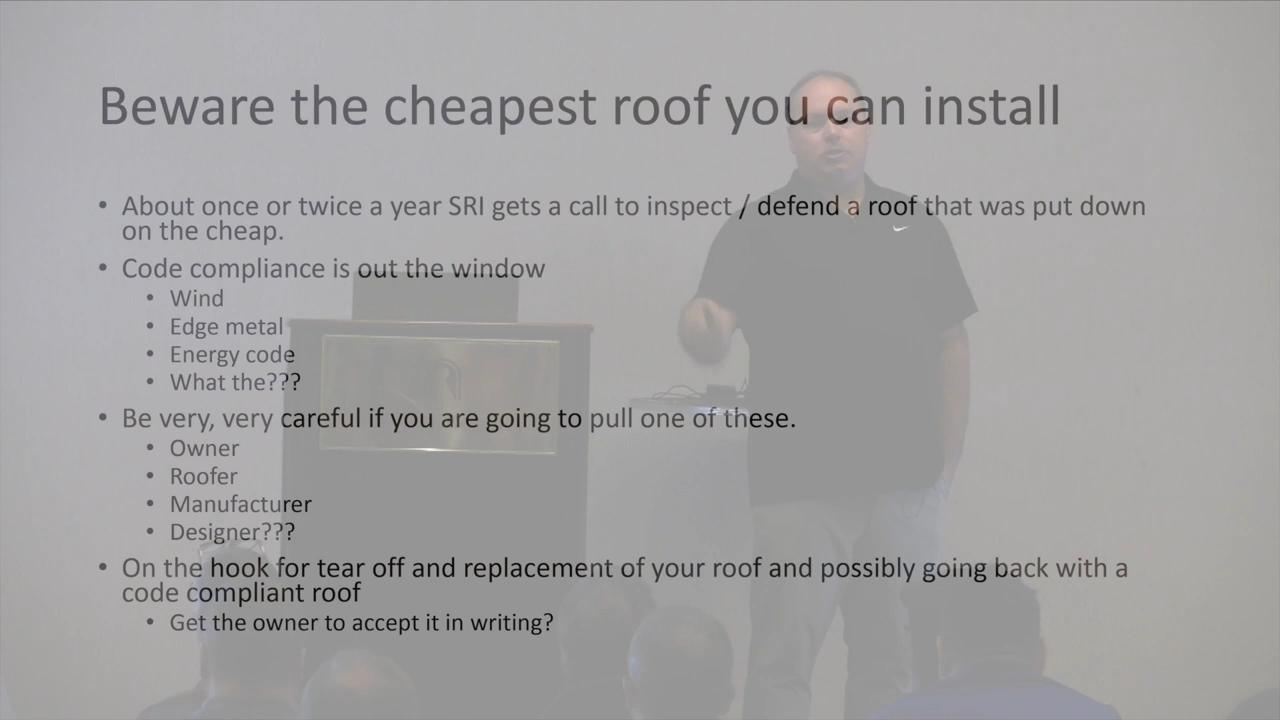 Beware the cheapest roof you can install
• About once or twice a year SRI gets a call to inspect / defend a roof that was put down
on the cheap.
• Code compliance is out the window
• Wind
• Edge metal
• Energy code
• What the???
• Be very, very careful if you are going to pull one of these.
• Owner
• Roofer
• Manufacturer
• Designer???
• On the hook for tear off and replacement of your roof and possibly going back with a
code compliant roof
• Get the owner to accept it in writing?